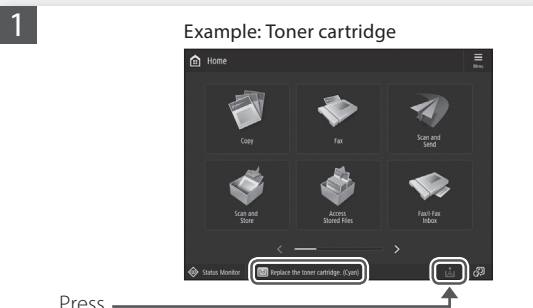 1
Example: Toner cartridge
Home
Menu
Copy
Fax
Scan and
Send
Scan and
Store
Access
Stored Files
Fax/I-Fax
Inbox
Status Monitor
Replace the toner cartridge. (Cyan)
Press